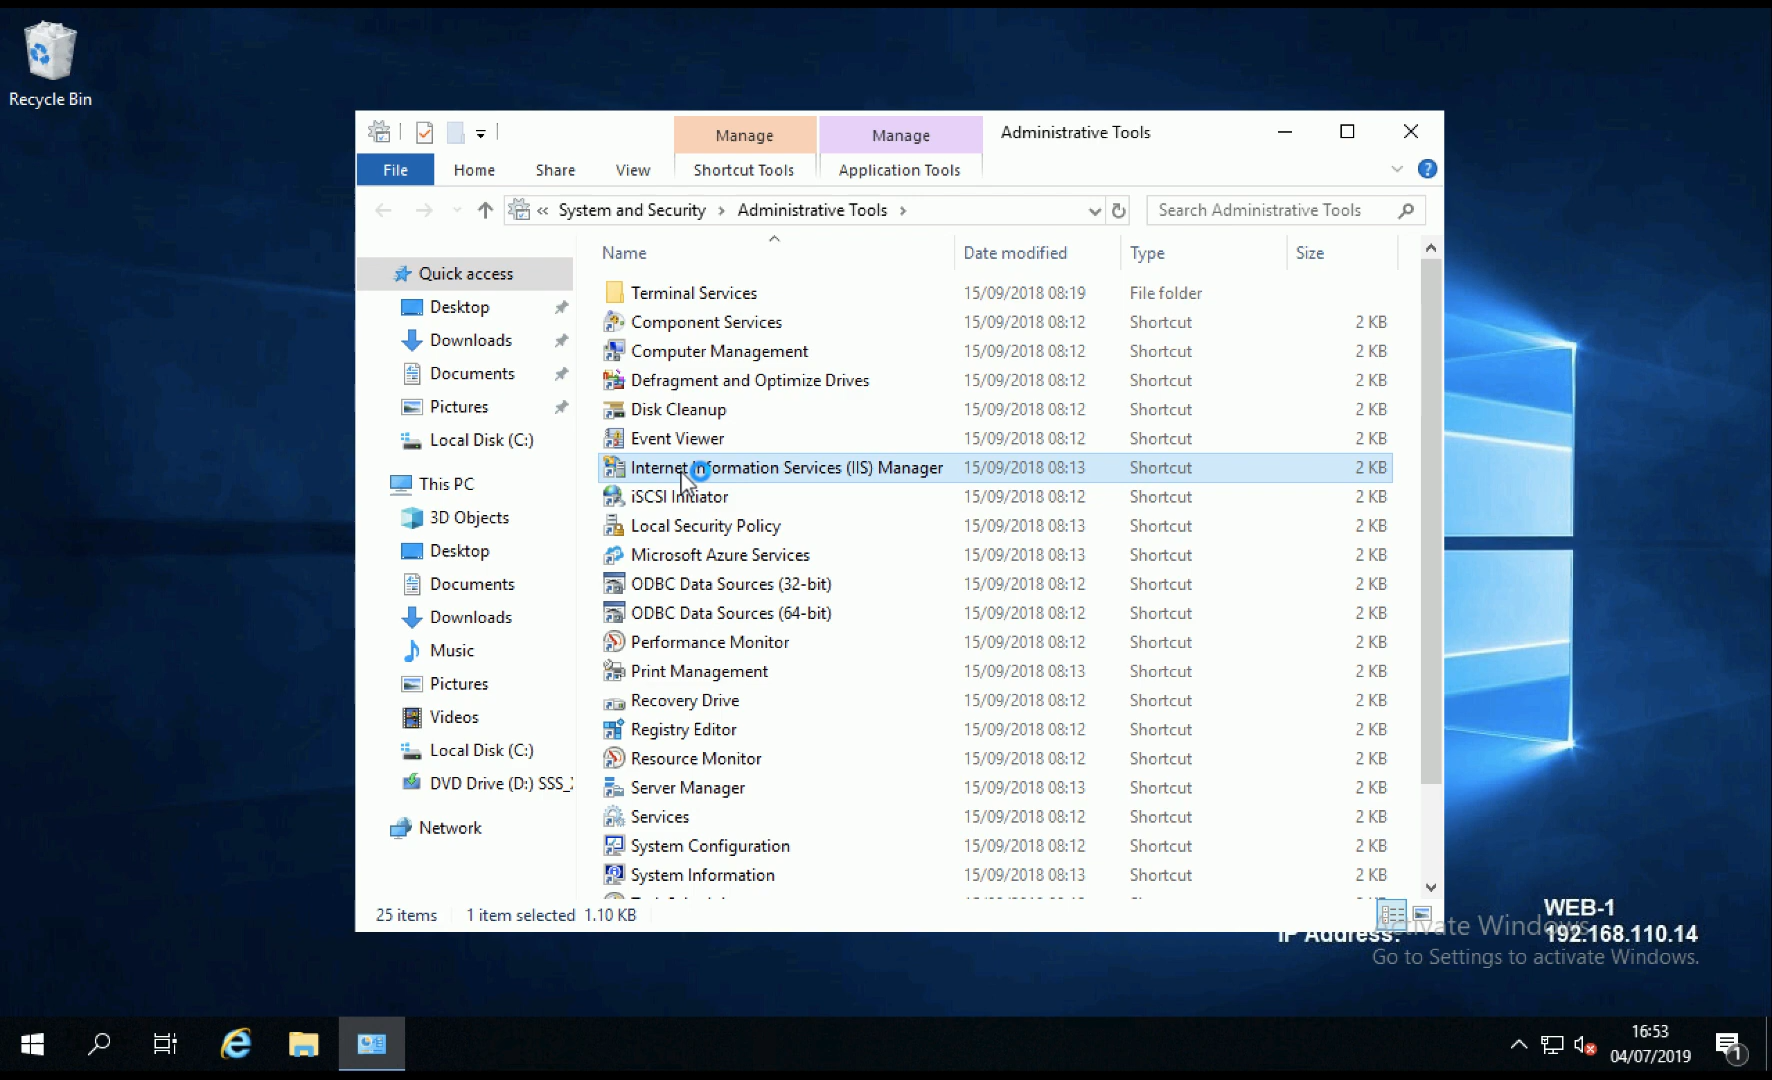 Recycle Bin
Manage
Manage
Administrative Tools
File
Home
Share
View
Shortcut Tools
Application Tools
« System and Security › Administrative Tools ›
Search Administrative Tools
Name
Date modified
Type
Size
Quick access
Desktop
Downloads
Documents
Pictures
Local Disk (C:)
This PC
3D Objects
Desktop
Documents
Downloads
Music
Pictures
Videos
Local Disk (C:)
DVD Drive (D:) SSS_
Network
Terminal Services 15/09/2018 08:19 File folder
Component Services 15/09/2018 08:12 Shortcut 2 KB
Computer Management 15/09/2018 08:12 Shortcut 2 KB
Defragment and Optimize Drives 15/09/2018 08:12 Shortcut 2 KB
Disk Cleanup 15/09/2018 08:12 Shortcut 2 KB
Event Viewer 15/09/2018 08:12 Shortcut 2 KB
Internet Information Services (IIS) Manager 15/09/2018 08:13 Shortcut 2 KB
iSCSI Initiator 15/09/2018 08:12 Shortcut 2 KB
Local Security Policy 15/09/2018 08:13 Shortcut 2 KB
Microsoft Azure Services 15/09/2018 08:13 Shortcut 2 KB
ODBC Data Sources (32-bit) 15/09/2018 08:12 Shortcut 2 KB
ODBC Data Sources (64-bit) 15/09/2018 08:12 Shortcut 2 KB
Performance Monitor 15/09/2018 08:12 Shortcut 2 KB
Print Management 15/09/2018 08:13 Shortcut 2 KB
Recovery Drive 15/09/2018 08:12 Shortcut 2 KB
Registry Editor 15/09/2018 08:12 Shortcut 2 KB
Resource Monitor 15/09/2018 08:12 Shortcut 2 KB
Server Manager 15/09/2018 08:13 Shortcut 2 KB
Services 15/09/2018 08:12 Shortcut 2 KB
System Configuration 15/09/2018 08:12 Shortcut 2 KB
System Information 15/09/2018 08:13 Shortcut 2 KB
25 items 1 item selected 1.10 KB
WEB-1
IP Address: 192.168.110.14
Activate Windows
Go to Settings to activate Windows.
16:53
04/07/2019
1